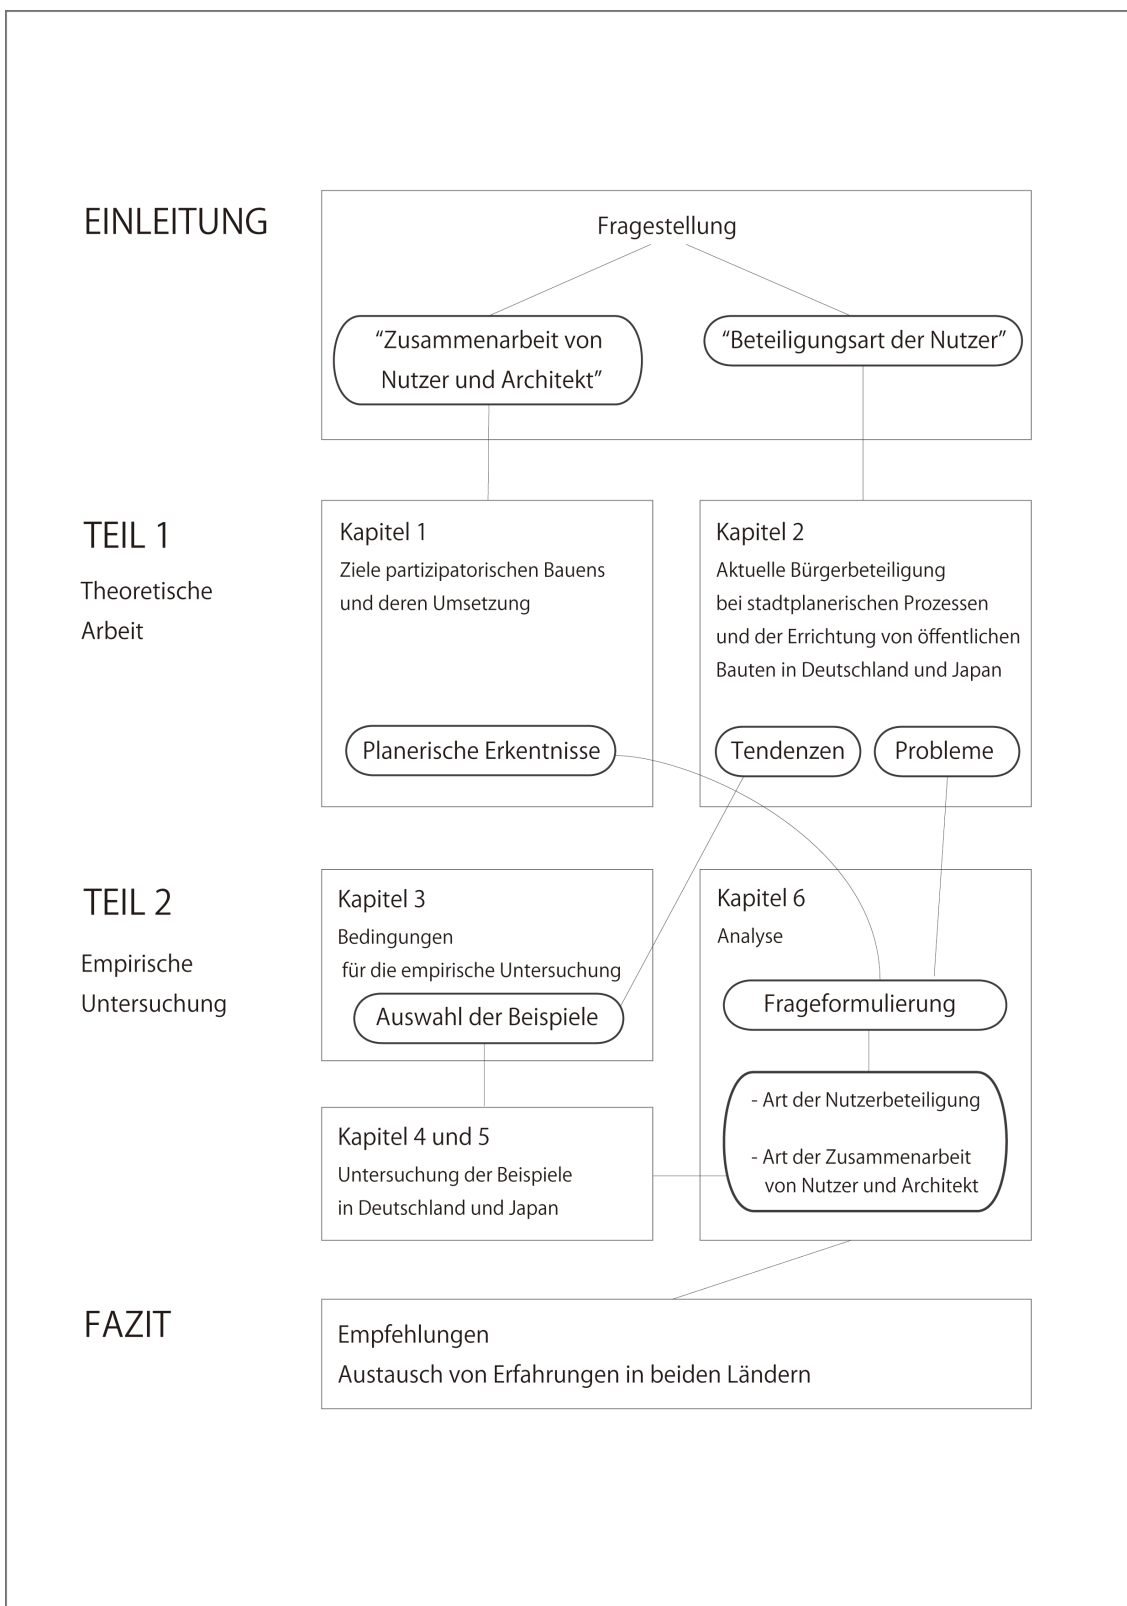 EINLEITUNG
Fragestellung
“Zusammenarbeit von
Nutzer und Architekt”
“Beteiligungsart der Nutzer”
TEIL 1
Theoretische
Arbeit
Kapitel 1
Ziele partizipatorischen Bauens
und deren Umsetzung
Planerische Erkentnisse
Kapitel 2
Aktuelle Bürgerbeteiligung
bei stadtplanerischen Prozessen
und der Errichtung von öffentlichen
Bauten in Deutschland und Japan
Tendenzen
Probleme
TEIL 2
Empirische
Untersuchung
Kapitel 3
Bedingungen
für die empirische Untersuchung
Auswahl der Beispiele
Kapitel 4 und 5
Untersuchung der Beispiele
in Deutschland und Japan
Kapitel 6
Analyse
Frageformulierung
- Art der Nutzerbeteiligung
- Art der Zusammenarbeit
von Nutzer und Architekt
FAZIT
Empfehlungen
Austausch von Erfahrungen in beiden Ländern